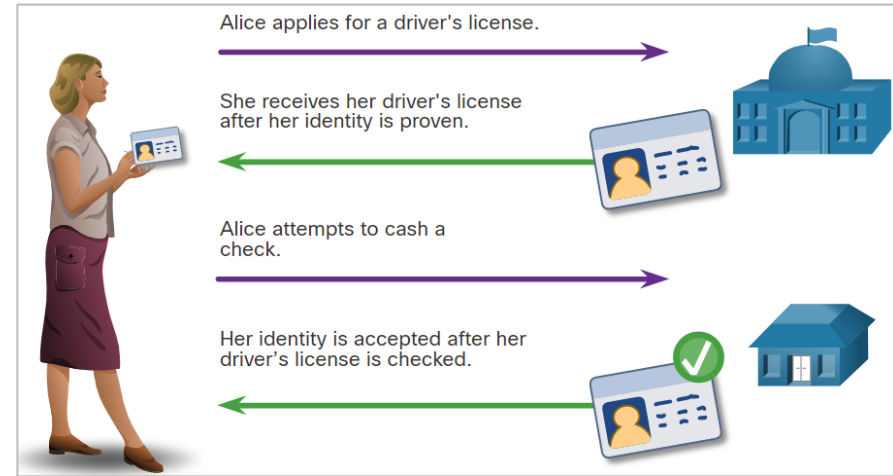 Alice applies for a driver's license.
She receives her driver's license
after her identity is proven.
Alice attempts to cash a
check.
Her identity is accepted after her
driver’s license is checked.